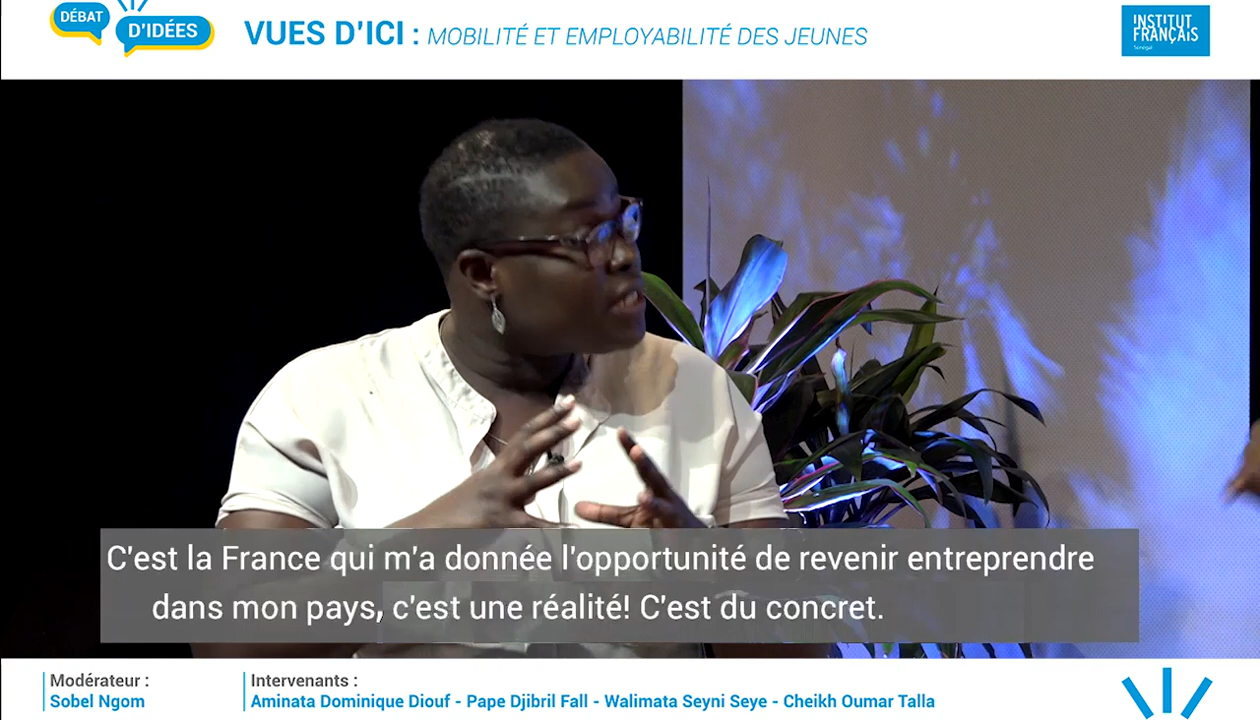 DÉBAT
D'IDÉES
VUES D'ICI : MOBILITÉ ET EMPLOYABILITÉ DES JEUNES
INSTITUT
FRANÇAIS
Sénégal
C'est la France qui m'a donnée l'opportunité de revenir entreprendre
dans mon pays, c'est une réalité! C'est du concret.
Modérateur :
Sobel Ngom
Intervenants :
Aminata Dominique Diouf - Pape Djibril Fall - Walimata Seyni Seye - Cheikh Oumar Talla